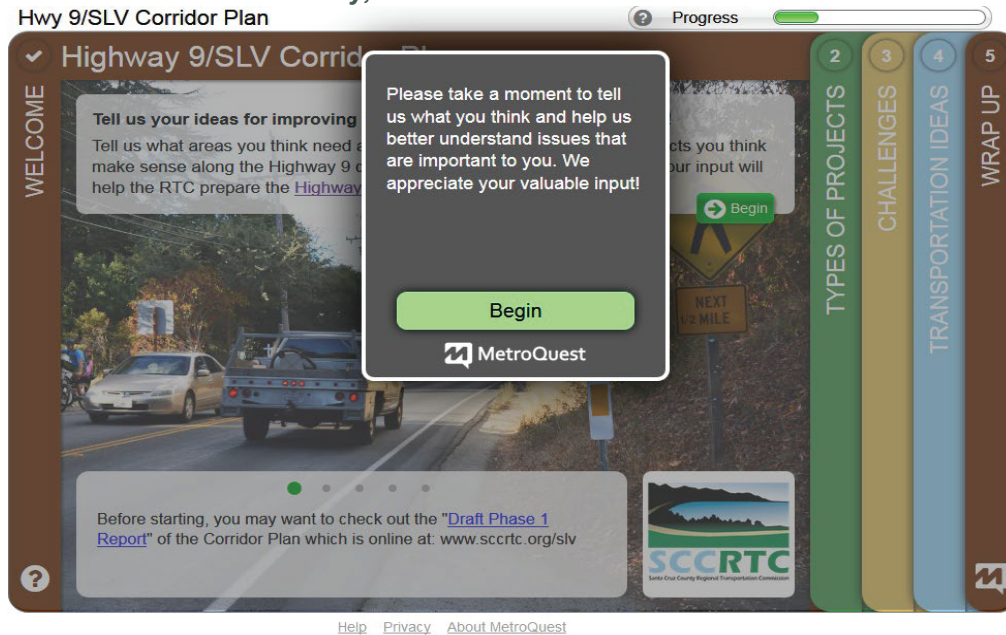 Hwy 9/SLV Corridor Plan
Progress
Highway 9/SLV Corrid
WELCOME
Tell us your ideas for improving
Tell us what areas you think need
make sense along the Highway 9
help the RTC prepare the Highway
cts you think
our input will
Begin
Please take a moment to tell
us what you think and help us
better understand issues that
are important to you. We
appreciate your valuable input!
Begin
MetroQuest
NEXT
1/2 MILE
2
TYPES OF PROJECTS
3
CHALLENGES
4
TRANSPORTATION IDEAS
5
WRAP UP
Before starting, you may want to check out the "Draft Phase 1
Report" of the Corridor Plan which is online at: www.sccrtc.org/slv
SCCRTC
Santa Cruz County Regional Transportation Commission
?
Help Privacy About MetroQuest